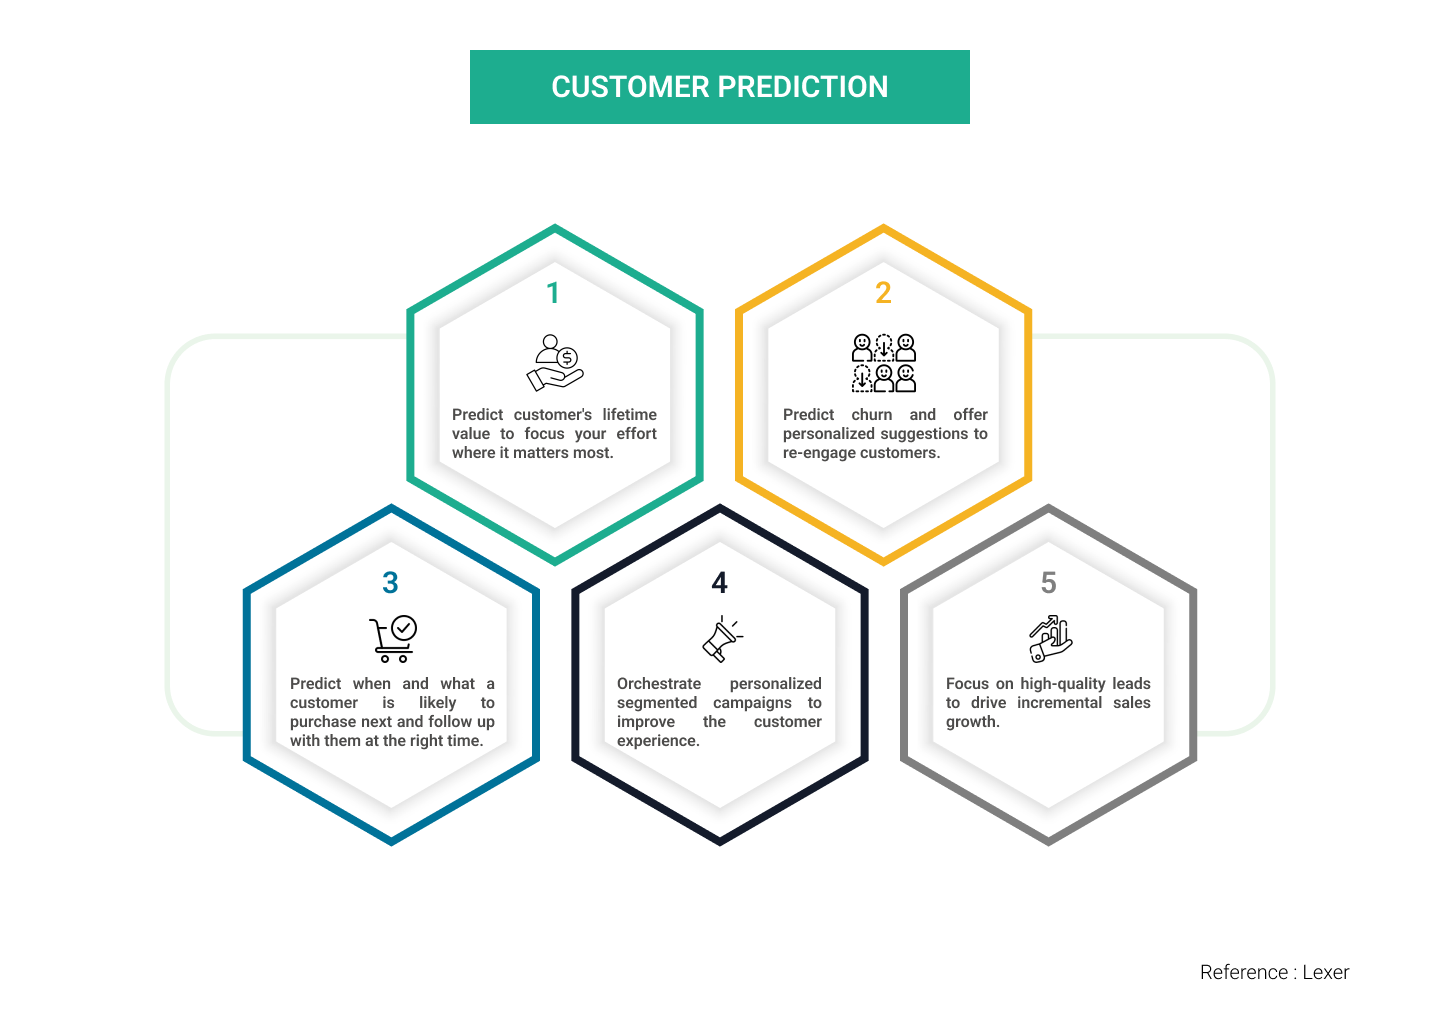 CUSTOMER PREDICTION
1
Predict customer's lifetime
value to focus your effort
where it matters most.
2
Predict churn and offer
personalized suggestions to
re-engage customers.
3
Predict when and what a
customer is likely to
purchase next and follow up
with them at the right time.
4
Orchestrate personalized
segmented campaigns to
improve the customer
experience.
5
Focus on high-quality leads
to drive incremental sales
growth.
Reference : Lexer